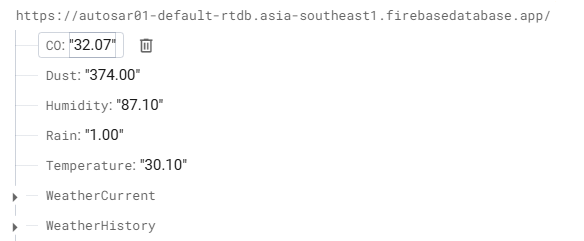 https://autosar01-default-rtdb.asia-southeast1.firebasedatabase.app/
CO: "32.07"
Dust: "374.00"
Humidity: "87.10"
Rain: "1.00"
Temperature: "30.10"
WeatherCurrent
WeatherHistory